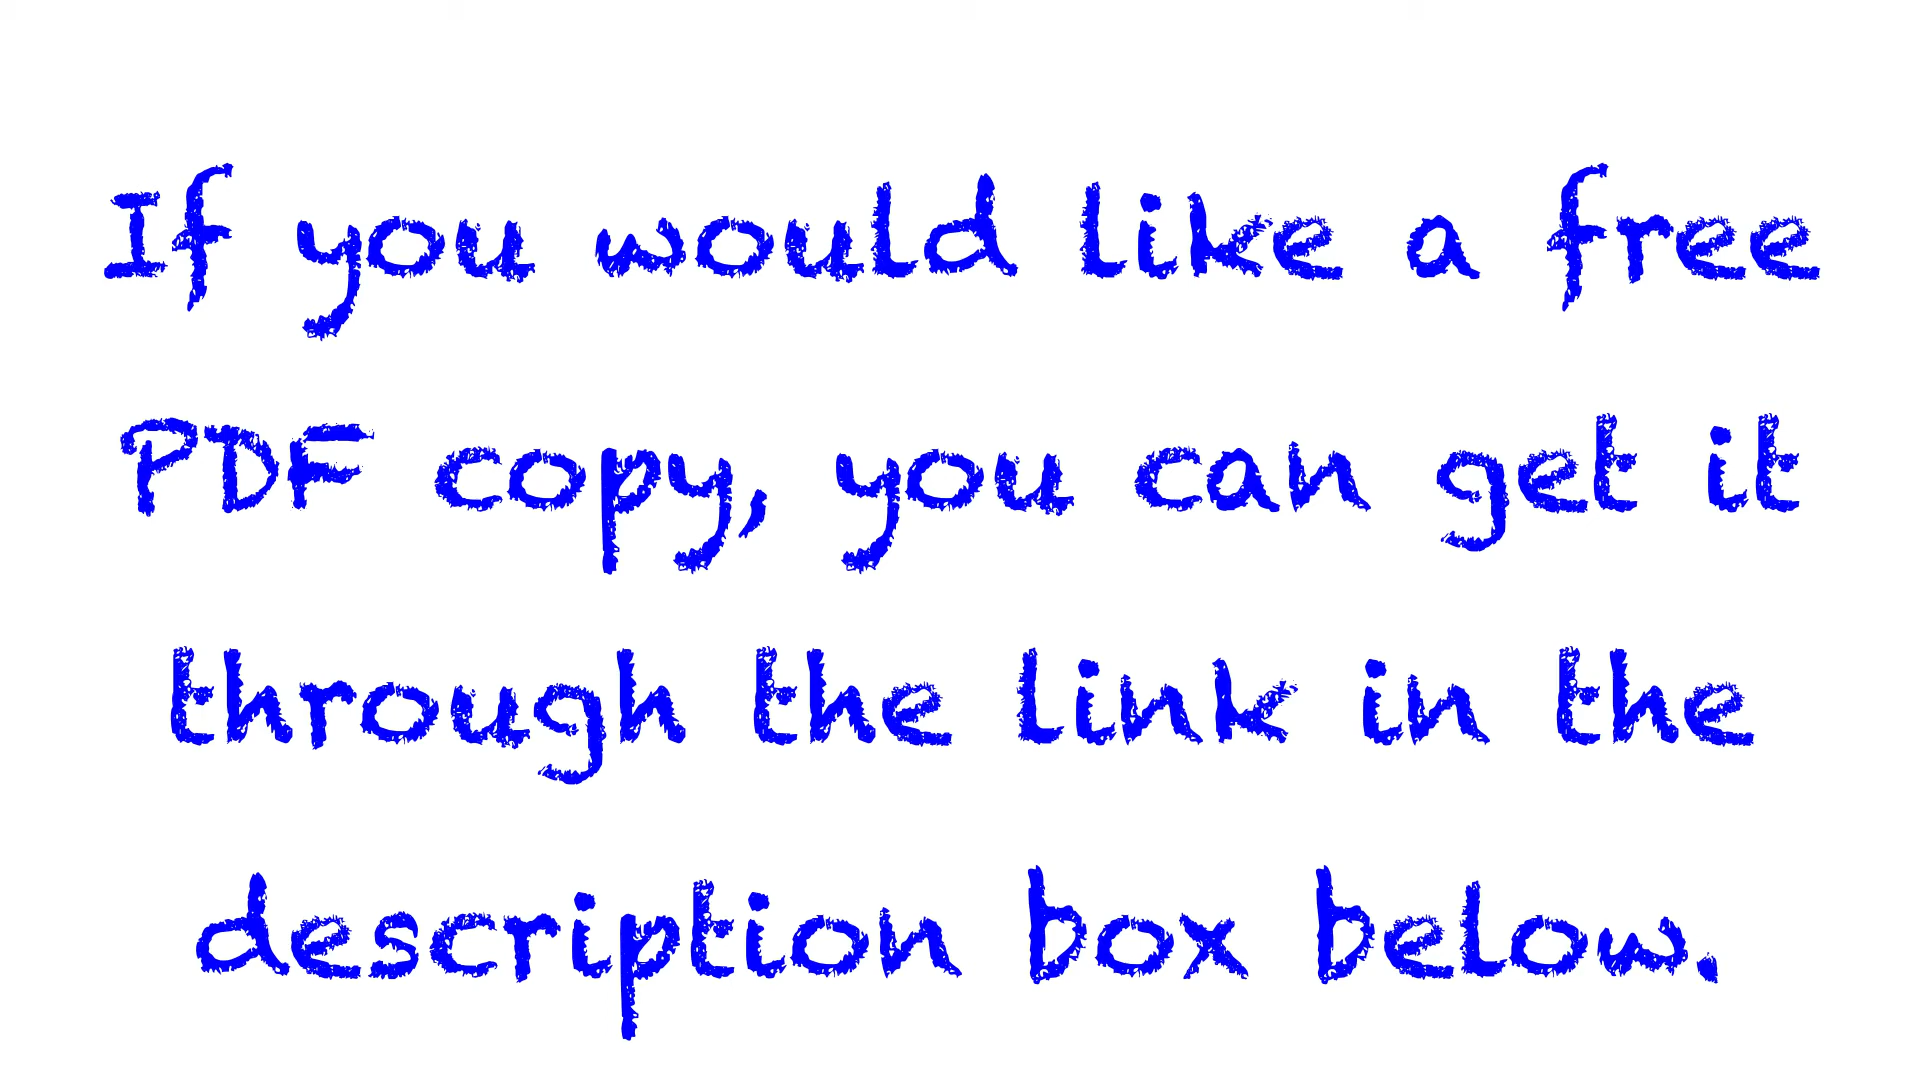 If you would like a free
PDF copy, you can get it
through the link in the
description box below.